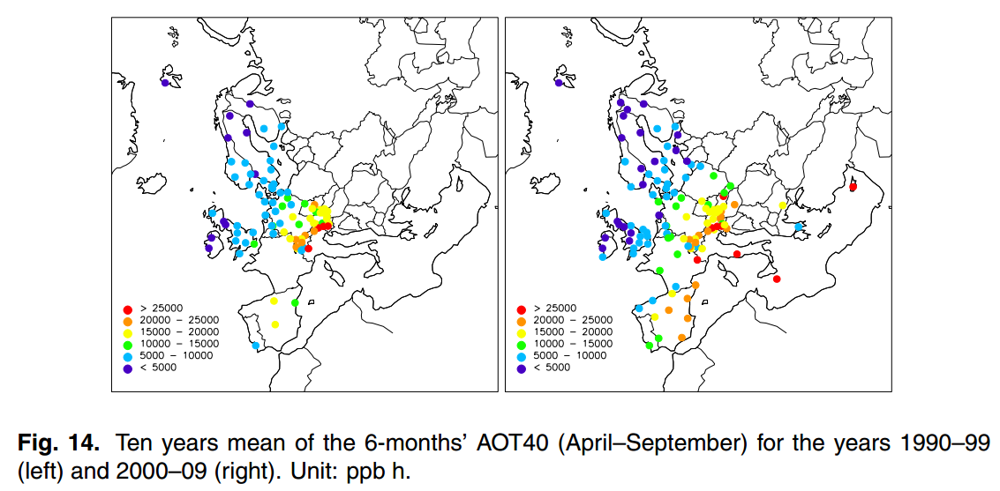 > 25000
20000 – 25000
15000 – 20000
10000 – 15000
5000 – 10000
< 5000
> 25000
20000 – 25000
15000 – 20000
10000 – 15000
5000 – 10000
< 5000
Fig. 14. Ten years mean of the 6-months’ AOT40 (April–September) for the years 1990–99
(left) and 2000–09 (right). Unit: ppb h.